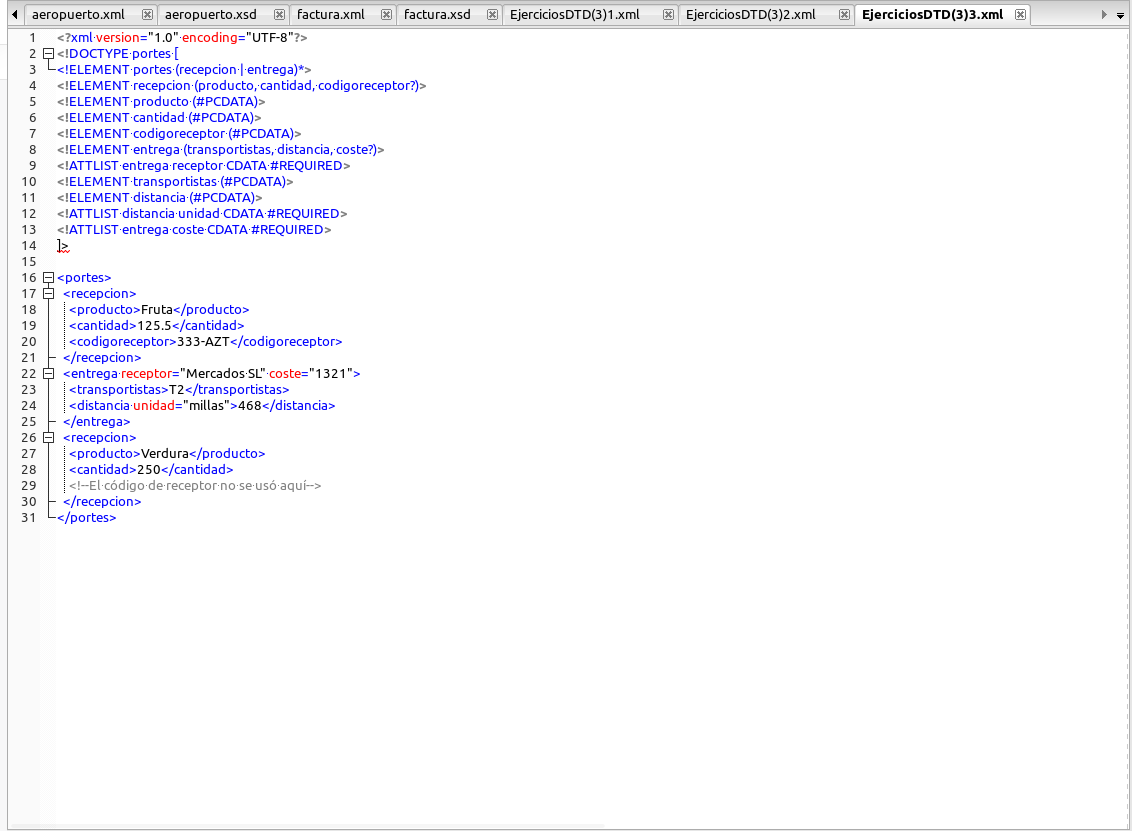 aeropuerto.xml aeropuerto.xsd factura.xml factura.xsd EjerciciosDTD(3)1.xml EjerciciosDTD(3)2.xml EjerciciosDTD(3)3.xml
1 <?xml version="1.0" encoding="UTF-8"?>
2 <!DOCTYPE portes [
3 <!ELEMENT portes (recepcion | entrega)*>
4 <!ELEMENT recepcion (producto, cantidad, codigoreceptor?)>
5 <!ELEMENT producto (#PCDATA)>
6 <!ELEMENT cantidad (#PCDATA)>
7 <!ELEMENT codigoreceptor (#PCDATA)>
8 <!ELEMENT entrega (transportistas, distancia, coste?)>
9 <!ATTLIST entrega receptor CDATA #REQUIRED>
10 <!ELEMENT transportistas (#PCDATA)>
11 <!ELEMENT distancia (#PCDATA)>
12 <!ATTLIST distancia unidad CDATA #REQUIRED>
13 <!ATTLIST entrega coste CDATA #REQUIRED>
14 ]>
15
16 <portes>
17 <recepcion>
18 <producto>Fruta</producto>
19 <cantidad>125.5</cantidad>
20 <codigoreceptor>333-AZT</codigoreceptor>
21 </recepcion>
22 <entrega receptor="Mercados SL" coste="1321">
23 <transportistas>T2</transportistas>
24 <distancia unidad="millas">468</distancia>
25 </entrega>
26 <recepcion>
27 <producto>Verdura</producto>
28 <cantidad>250</cantidad>
29 <!--El código de receptor no se usó aquí-->
30 </recepcion>
31 </portes>